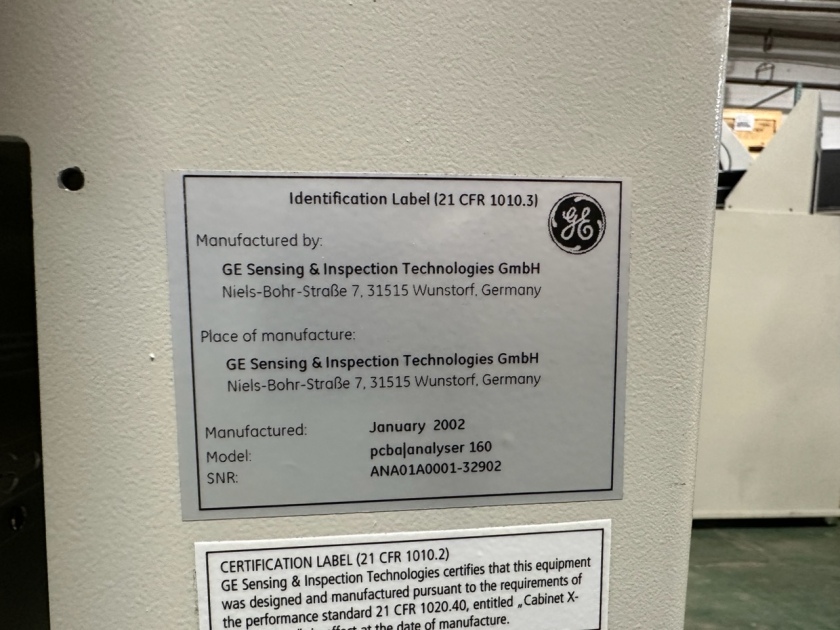 Identification Label (21 CFR 1010.3)
GE
Manufactured by:
GE Sensing & Inspection Technologies GmbH
Niels-Bohr-Straße 7, 31515 Wunstorf, Germany
Place of manufacture:
GE Sensing & Inspection Technologies GmbH
Niels-Bohr-Straße 7, 31515 Wunstorf, Germany
Manufactured: January 2002
Model: pcba|analyser 160
SNR: ANA01A0001-32902
CERTIFICATION LABEL (21 CFR 1010.2)
GE Sensing & Inspection Technologies certifies that this equipment
was designed and manufactured pursuant to the requirements of
the performance standard 21 CFR 1020.40, entitled „Cabinet X-
effect at the date of manufacture.